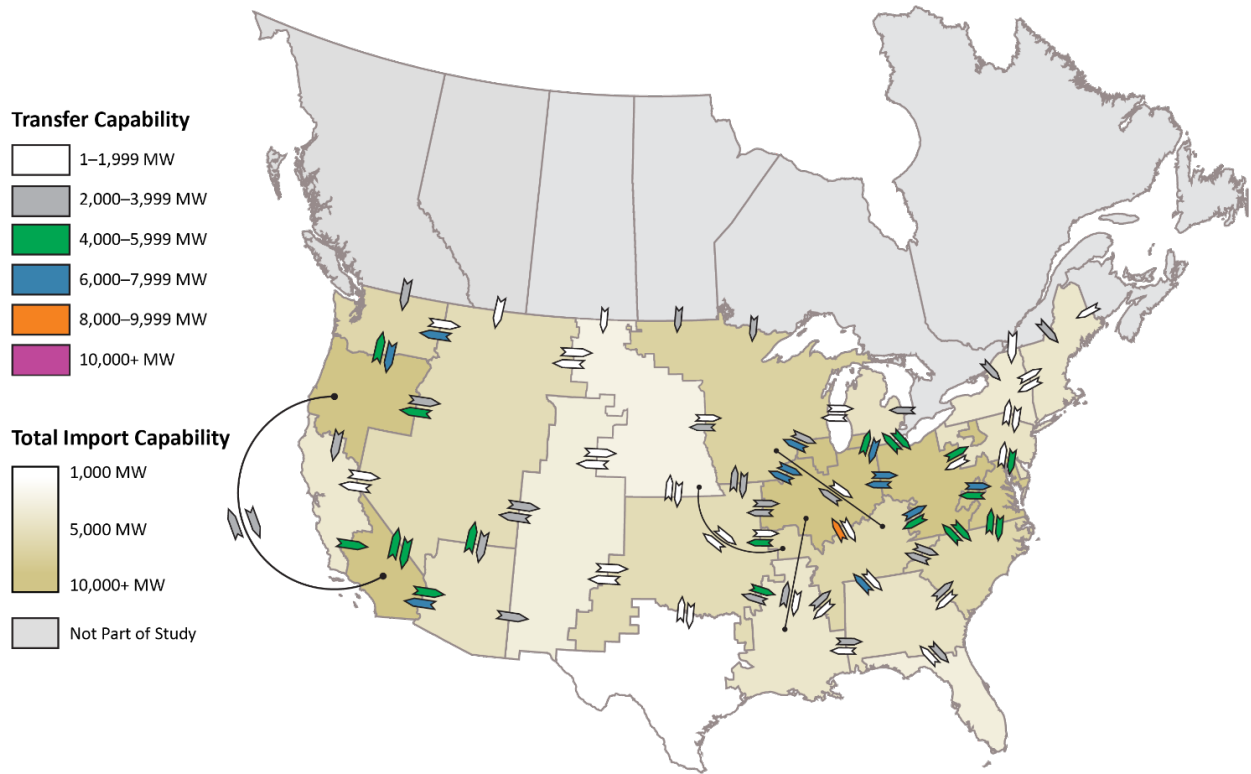 Transfer Capability
1–1,999 MW
2,000–3,999 MW
4,000–5,999 MW
6,000–7,999 MW
8,000–9,999 MW
10,000+ MW
Total Import Capability
1,000 MW
5,000 MW
10,000+ MW
Not Part of Study